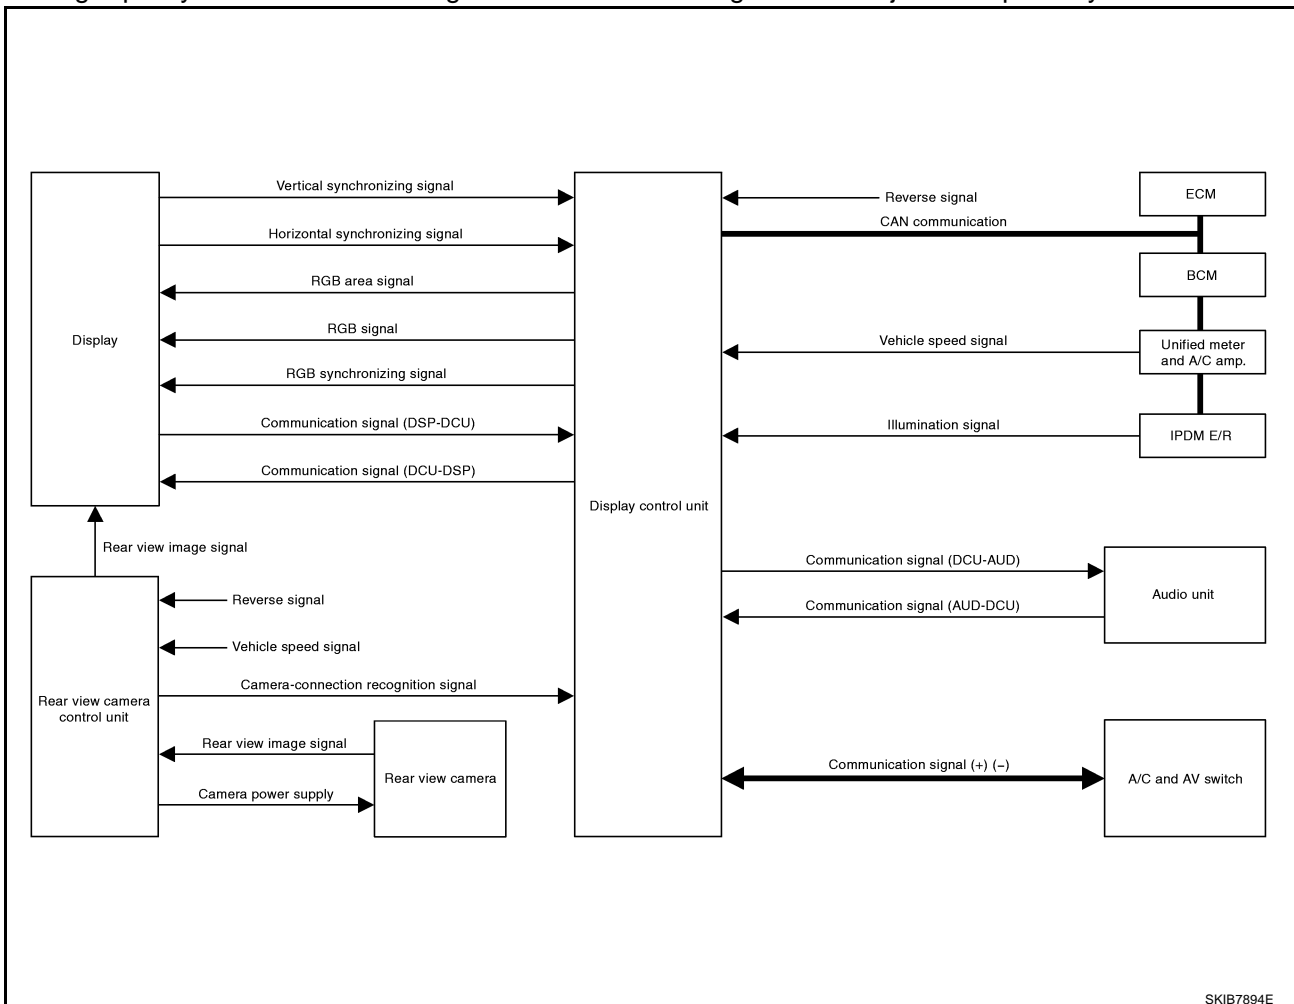 Vertical synchronizing signal
Horizontal synchronizing signal
RGB area signal
RGB signal
RGB synchronizing signal
Communication signal (DSP-DCU)
Communication signal (DCU-DSP)
Display
Rear view image signal
Reverse signal
Vehicle speed signal
Camera-connection recognition signal
Rear view camera
control unit
Rear view image signal
Camera power supply
Rear view camera
Display control unit
Reverse signal
CAN communication
Vehicle speed signal
Illumination signal
ECM
BCM
Unified meter
and A/C amp.
IPDM E/R
Communication signal (DCU-AUD)
Communication signal (AUD-DCU)
Audio unit
Communication signal (+) (−)
A/C and AV switch
SKIB7894E